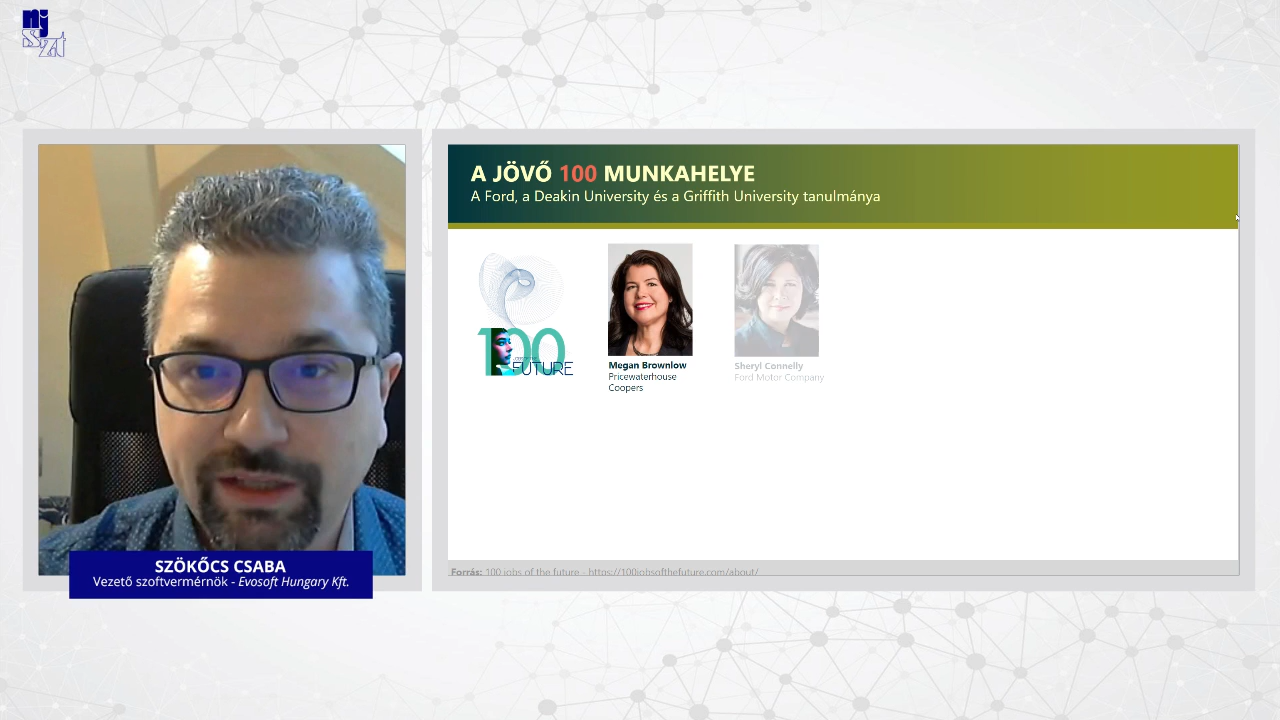 nj
szt
A JÖVŐ 100 MUNKAHELYE
A Ford, a Deakin University és a Griffith University tanulmánya
100
FUTURE
Megan Brownlow
Pricewaterhouse
Coopers
Sheryl Connelly
Ford Motor Company
Forrás: 100 jobs of the future - https://100jobsofthefuture.com/about/
SZÖKŐCS CSABA
Vezető szoftvermérnök - Evosoft Hungary Kft.